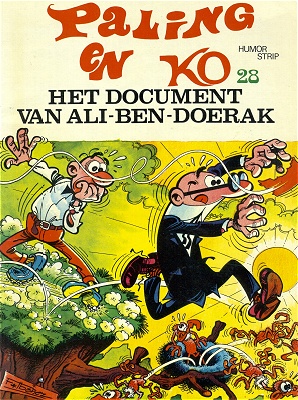 PALING
en KO
HUMOR
STRIP
28
HET DOCUMENT
VAN ALI-BEN-DOERAK